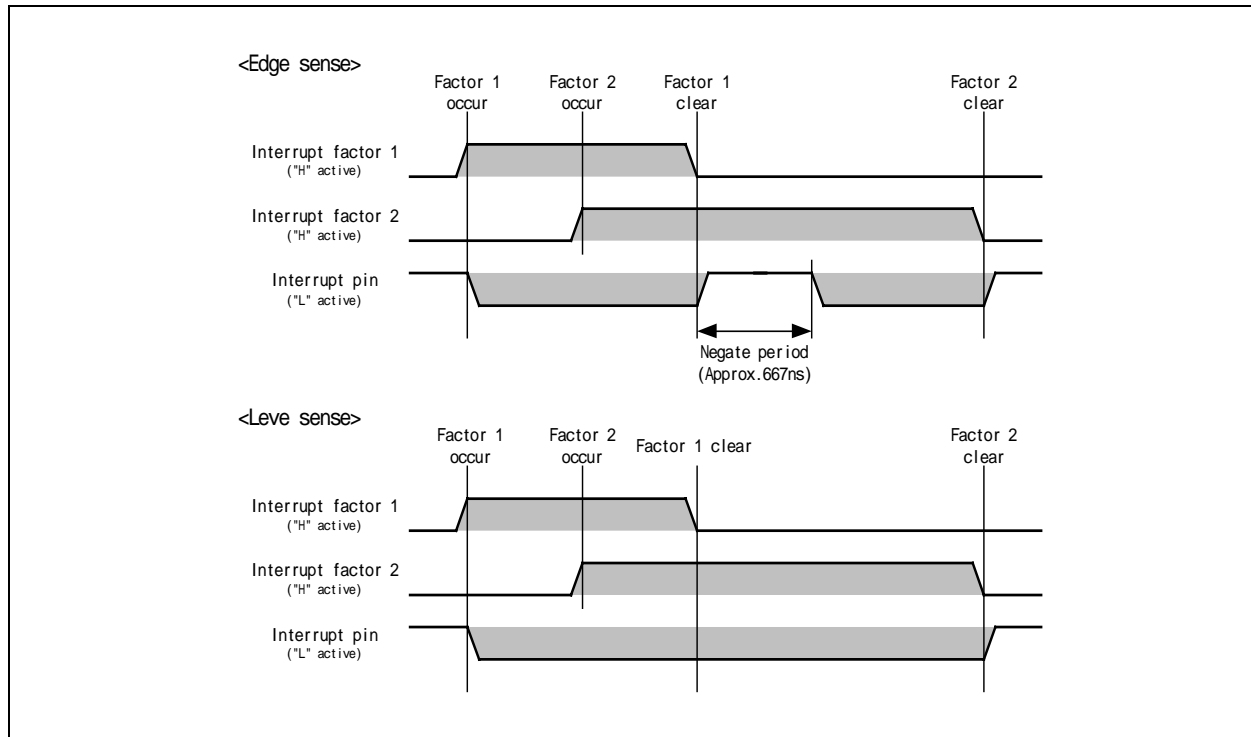 <Edge sense>
Factor 1
occur
Factor 2
occur
Factor 1
clear
Factor 2
clear
Interrupt factor 1
("H" active)
Interrupt factor 2
("H" active)
Interrupt pin
("L" active)
Negate period
(Approx.667ns)
<Leve sense>
Factor 1
occur
Factor 2
occur
Factor 1 clear
Factor 2
clear
Interrupt factor 1
("H" active)
Interrupt factor 2
("H" active)
Interrupt pin
("L" active)